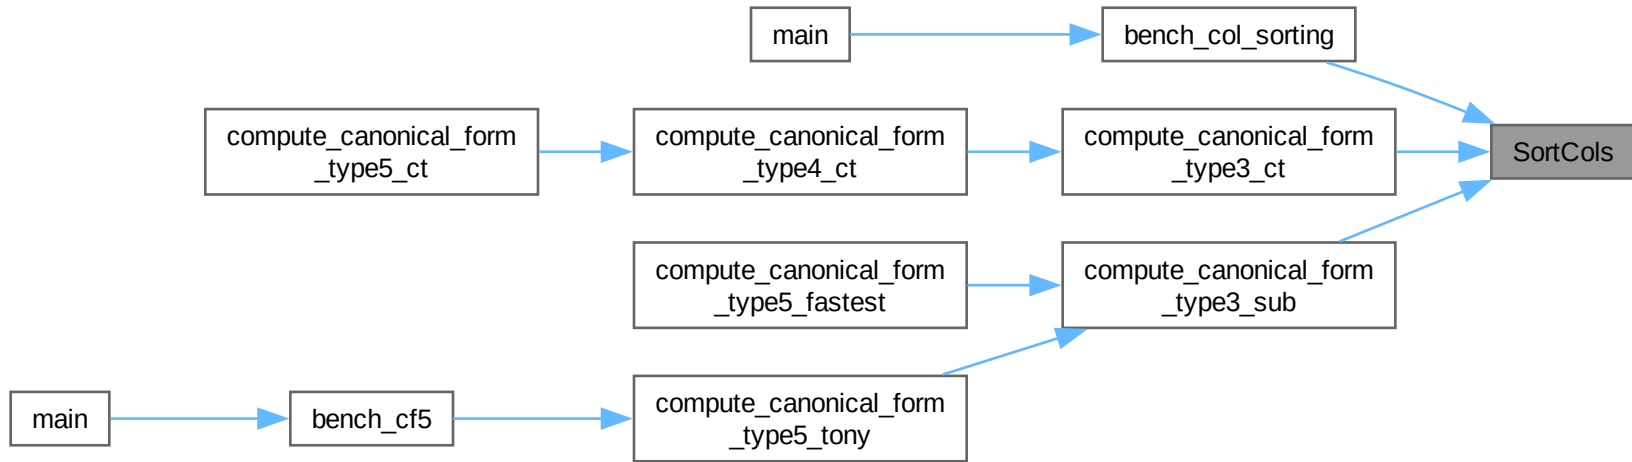 main
bench_col_sorting
compute_canonical_form
_type5_ct
compute_canonical_form
_type4_ct
compute_canonical_form
_type3_ct
SortCols
compute_canonical_form
_type5_fastest
compute_canonical_form
_type3_sub
main
bench_cf5
compute_canonical_form
_type5_tony